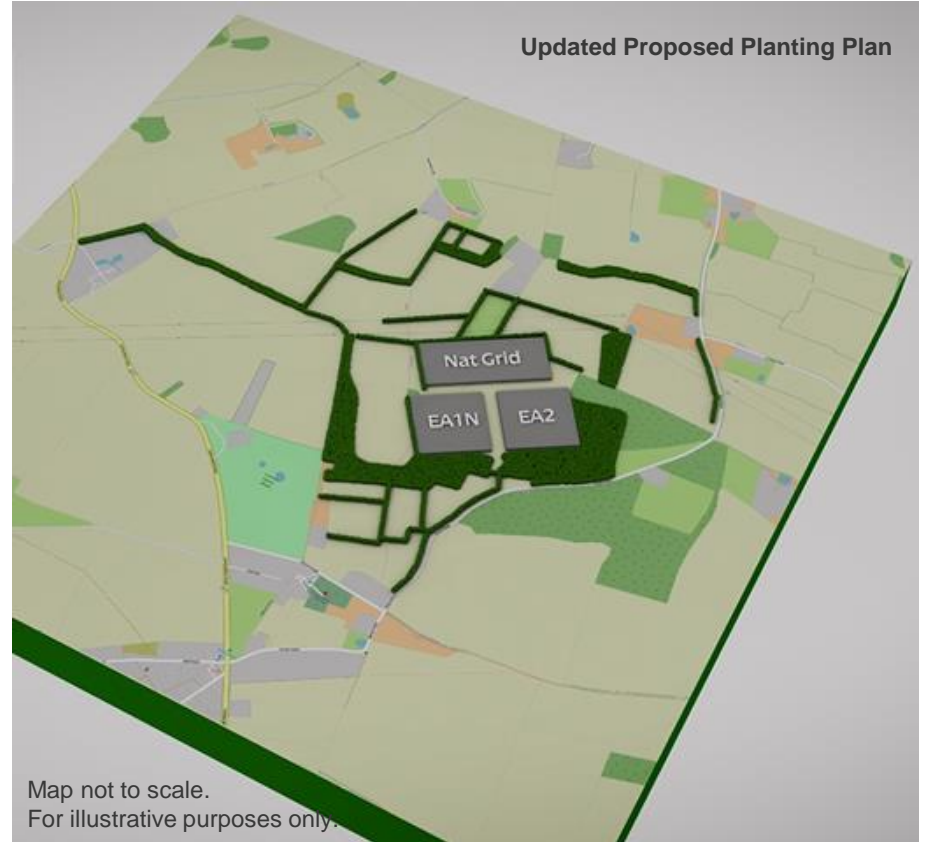 Updated Proposed Planting Plan
Nat Grid
EA1N
EA2
Map not to scale.
For illustrative purposes only.